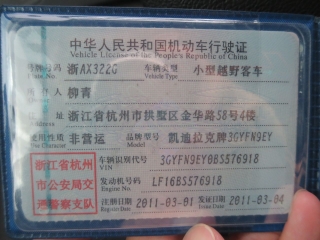 中华人民共和国机动车行驶证
Vehicle License of the People's Republic of China
号牌号码 浙AX322G 车辆类型 小型越野客车
Plate No. Vehicle Type
所有人 柳青
住址 浙江省杭州市拱墅区金华路58号4楼
使用性质 非营运 品牌型号 凯迪拉克牌3GYFN9EY
Use Character
浙江省杭州市公安局交通警察支队
车辆识别代号 3GYFN9EY0BS576918
VIN
发动机号码 LF16BS576918
Engine No.
注册日期 2011-03-01 发证日期 2011-03-04
Register Date Issue Date